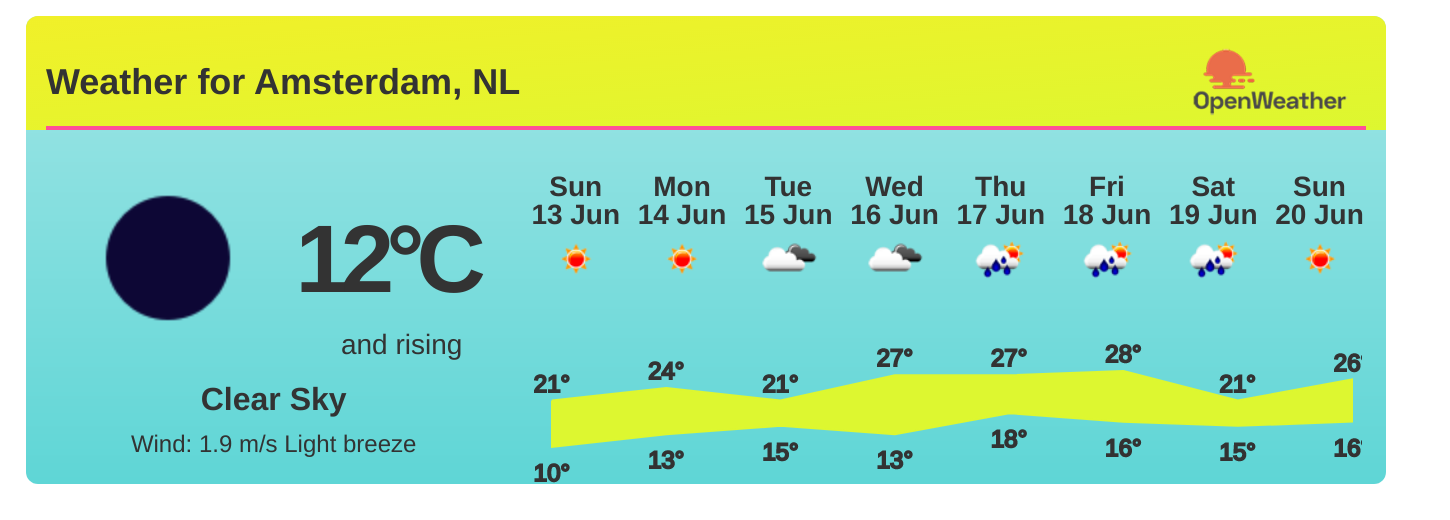 Weather for Amsterdam, NL
OpenWeather
Sun Mon Tue Wed Thu Fri Sat Sun
13 Jun 14 Jun 15 Jun 16 Jun 17 Jun 18 Jun 19 Jun 20 Jun
12°C
and rising
Clear Sky
Wind: 1.9 m/s Light breeze
21° 24° 21° 27° 27° 28° 21° 26°
10° 13° 15° 13° 18° 16° 15° 16°